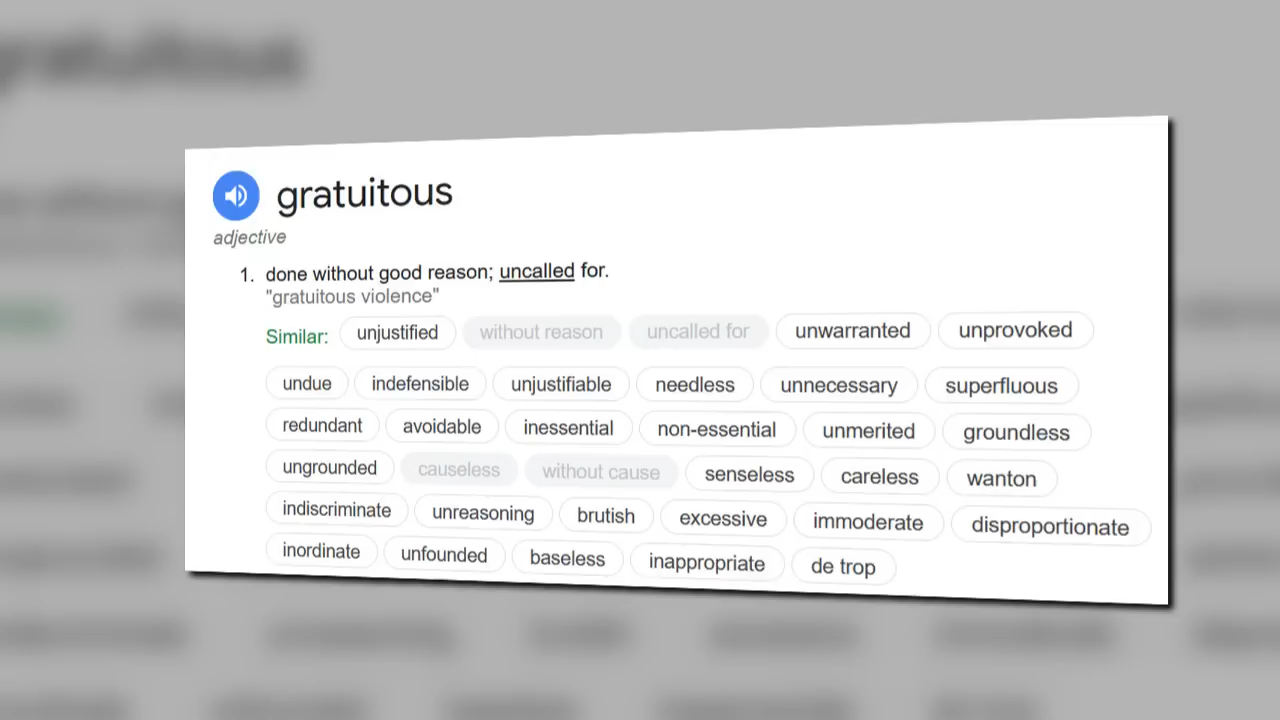 gratuitous
gratuitous
adjective
1. done without good reason; uncalled for.
"gratuitous violence"
Similar: unjustified without reason uncalled for unwarranted unprovoked
undue indefensible unjustifiable needless unnecessary superfluous
redundant avoidable inessential non-essential unmerited groundless
ungrounded causeless without cause senseless careless wanton
indiscriminate unreasoning brutish excessive immoderate disproportionate
inordinate unfounded baseless inappropriate de trop